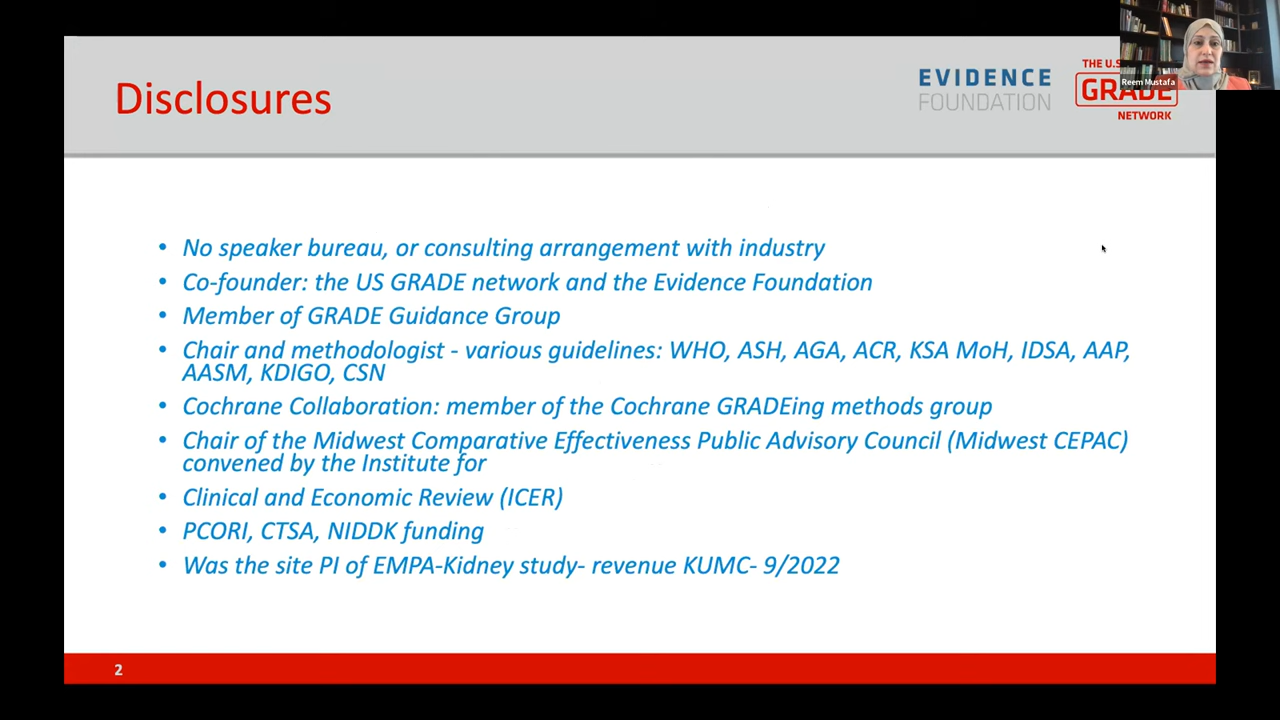 Disclosures
EVIDENCE
FOUNDATION
THE U.S
GRADE
NETWORK
Reem Mustafa
• No speaker bureau, or consulting arrangement with industry
• Co-founder: the US GRADE network and the Evidence Foundation
• Member of GRADE Guidance Group
• Chair and methodologist - various guidelines: WHO, ASH, AGA, ACR, KSA MoH, IDSA, AAP,
AASM, KDIGO, CSN
• Cochrane Collaboration: member of the Cochrane GRADEing methods group
• Chair of the Midwest Comparative Effectiveness Public Advisory Council (Midwest CEPAC)
convened by the Institute for
• Clinical and Economic Review (ICER)
• PCORI, CTSA, NIDDK funding
• Was the site PI of EMPA-Kidney study- revenue KUMC- 9/2022
2